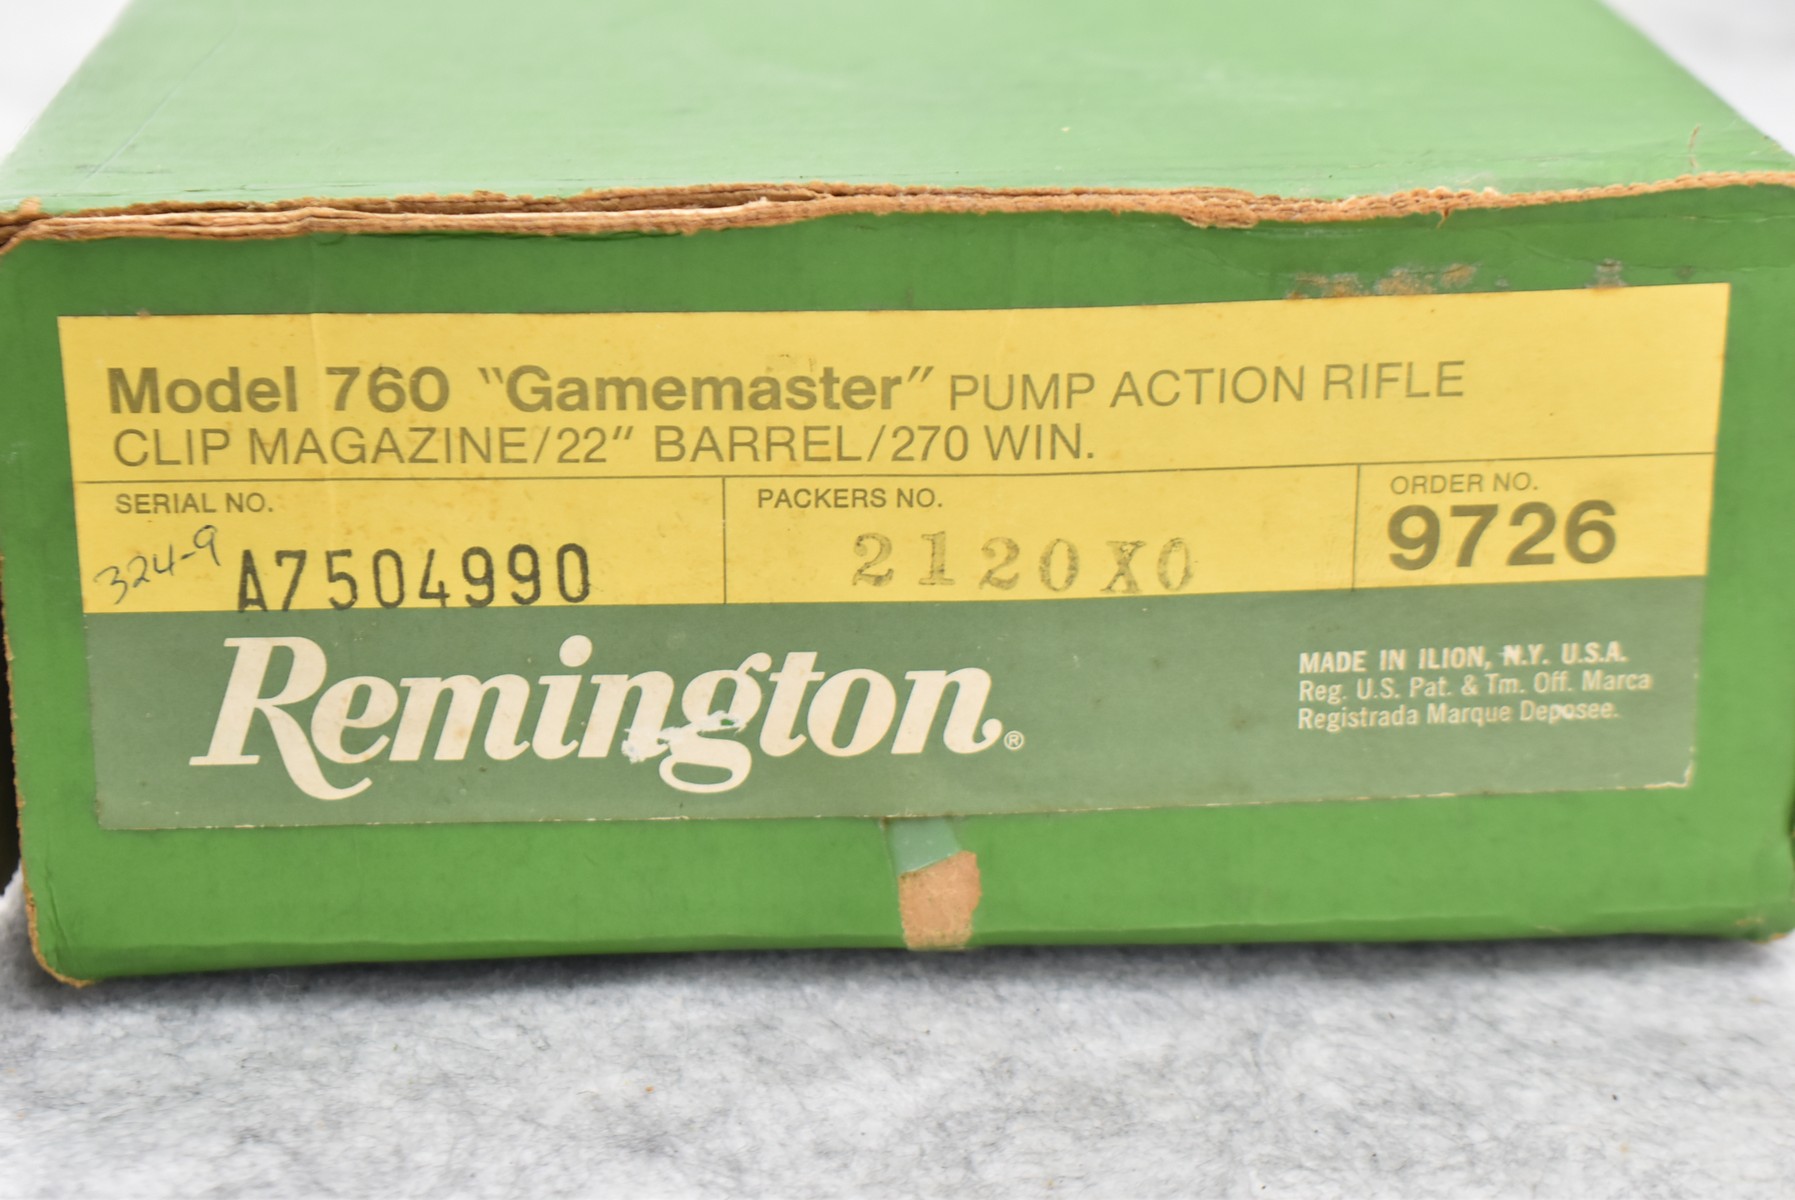 Model 760 "Gamemaster" PUMP ACTION RIFLE
CLIP MAGAZINE/22" BARREL/270 WIN.
SERIAL NO.
324-9 A7504990
PACKERS NO.
2120X0
ORDER NO.
9726
Remington®
MADE IN ILION, N.Y. U.S.A.
Reg. U.S. Pat. & Tm. Off. Marca
Registrada Marque Deposee.